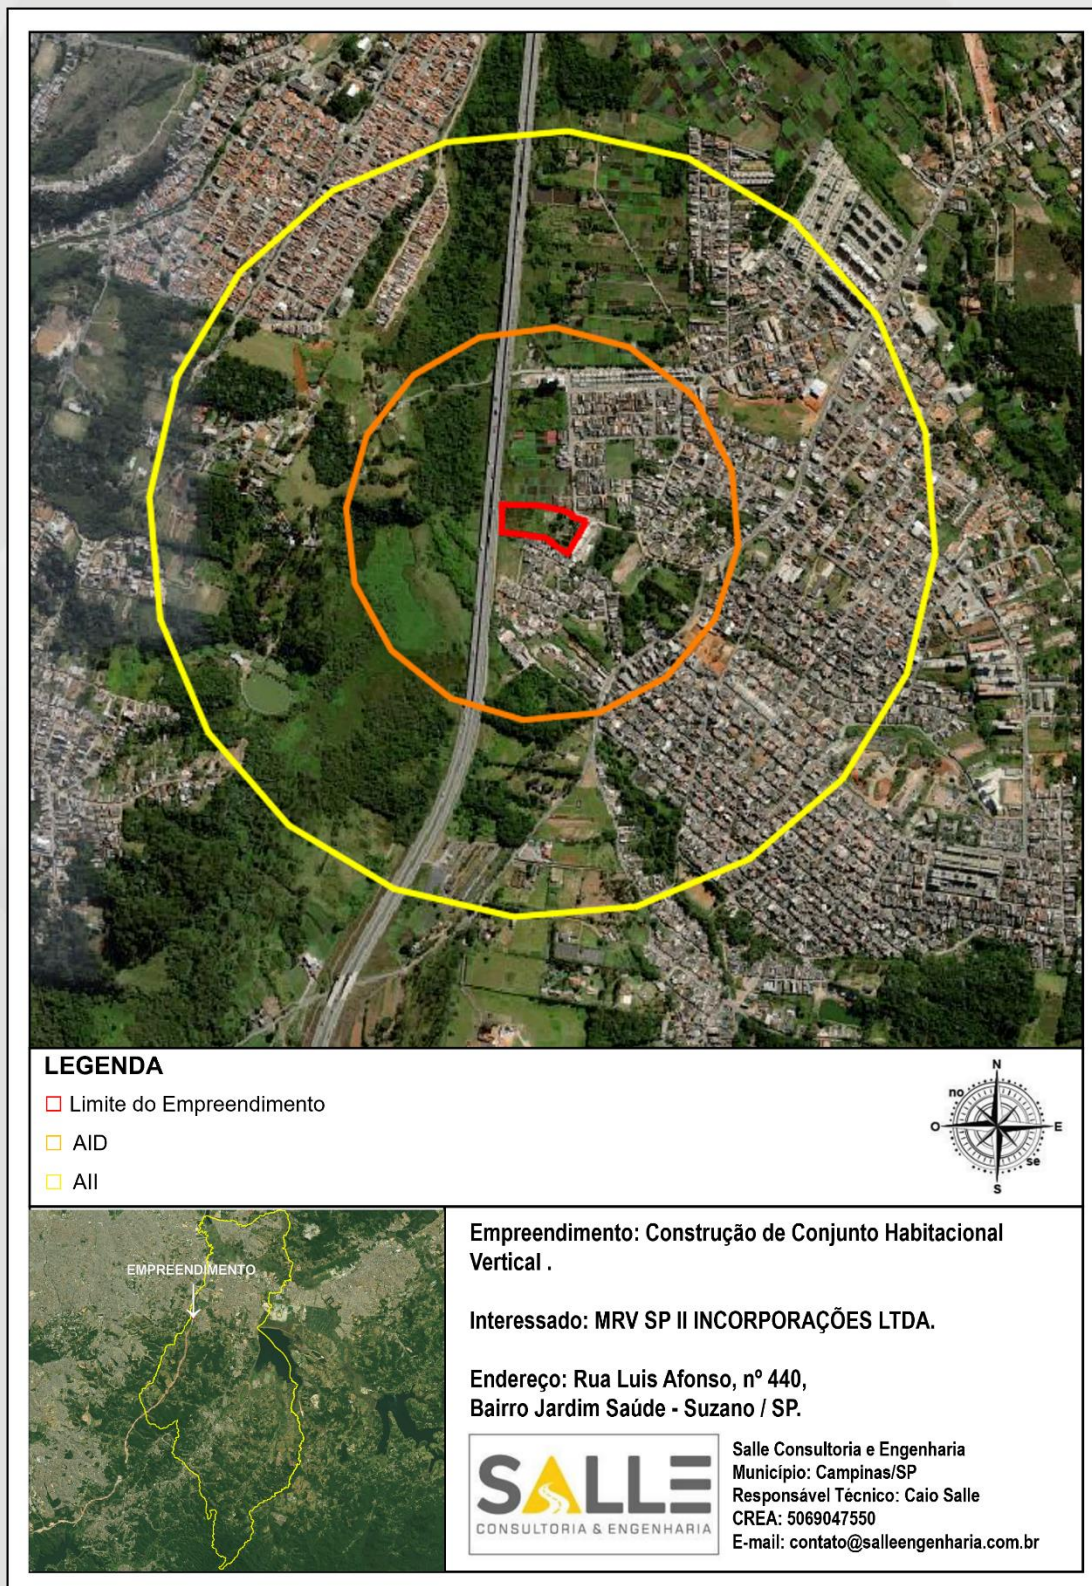 LEGENDA
Limite do Empreendimento
AID
AII
N
no
O
E
se
S
EMPREENDIMENTO
Empreendimento: Construção de Conjunto Habitacional
Vertical .
Interessado: MRV SP II INCORPORAÇÕES LTDA.
Endereço: Rua Luis Afonso, nº 440,
Bairro Jardim Saúde - Suzano / SP.
SALLE
CONSULTORIA & ENGENHARIA
Salle Consultoria e Engenharia
Município: Campinas/SP
Responsável Técnico: Caio Salle
CREA: 5069047550
E-mail: contato@salleengenharia.com.br